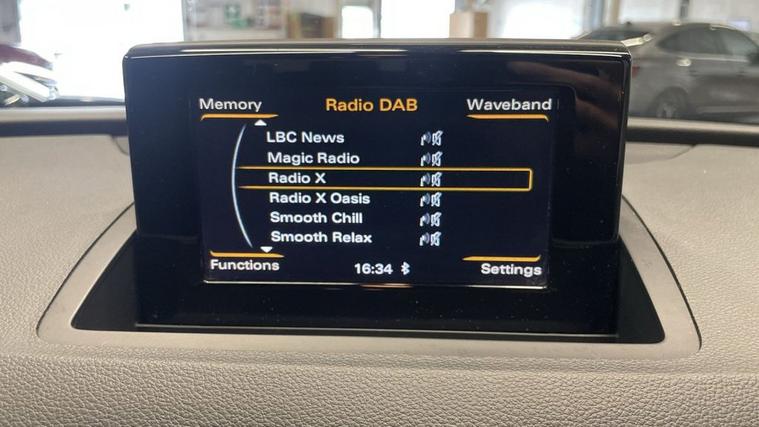 Memory Radio DAB Waveband
LBC News
Magic Radio
Radio X
Radio X Oasis
Smooth Chill
Smooth Relax
Functions 16:34 Settings